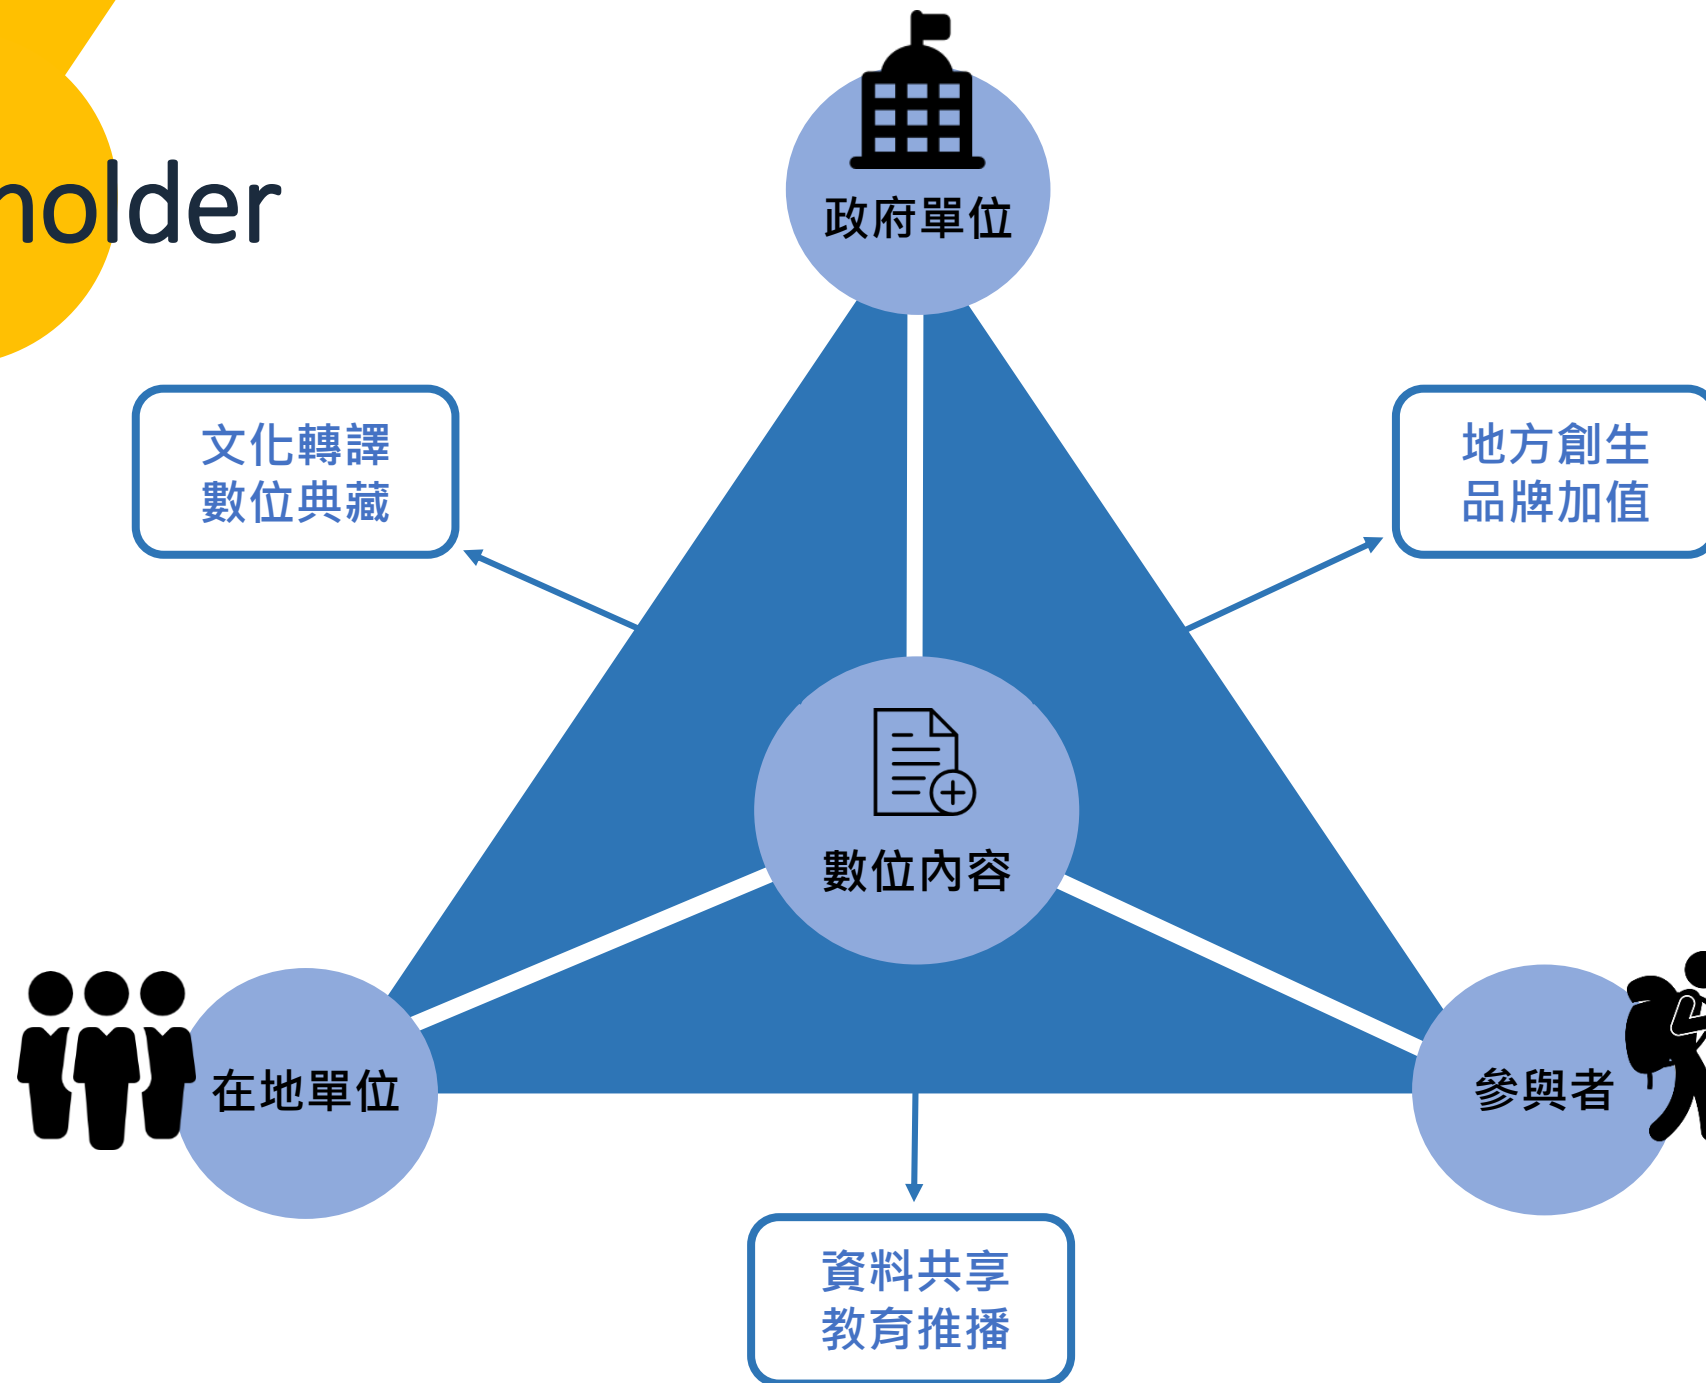 holder
政府單位
文化轉譯
數位典藏
地方創生
品牌加值
數位內容
在地單位
參與者
資料共享
教育推播